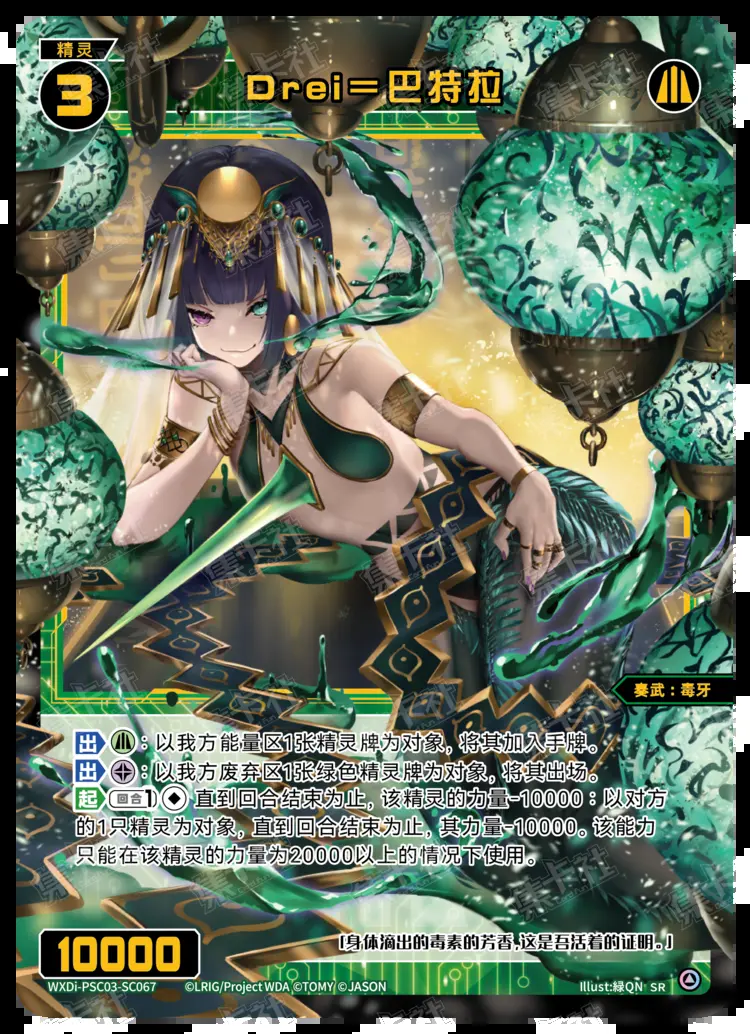 精灵
3
Drei＝巴特拉
奏武：毒牙
出 ：以我方能量区1张精灵牌为对象，将其加入手牌。
出 ：以我方废弃区1张绿色精灵牌为对象，将其出场。
起 回合1 直到回合结束为止，该精灵的力量-10000：以对方
的1只精灵为对象，直到回合结束为止，其力量-10000。该能力
只能在该精灵的力量为20000以上的情况下使用。
「身体滴出的毒素的芳香，这是吾活着的证明。」
10000
WXDi-PSC03-SC067 ©LRIG/Project WDA ©TOMY ©JASON Illust:緑QN SR
集卡社